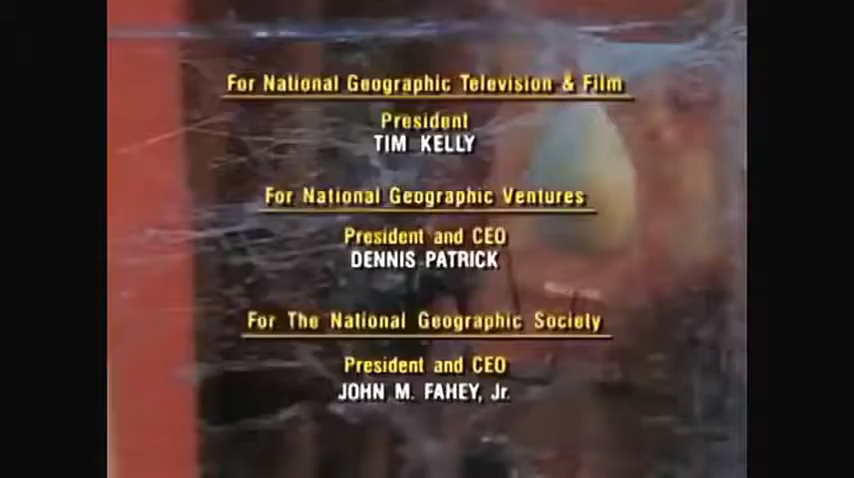 For National Geographic Television & Film
President
TIM KELLY
For National Geographic Ventures
President and CEO
DENNIS PATRICK
For The National Geographic Society
President and CEO
JOHN M. FAHEY, Jr.